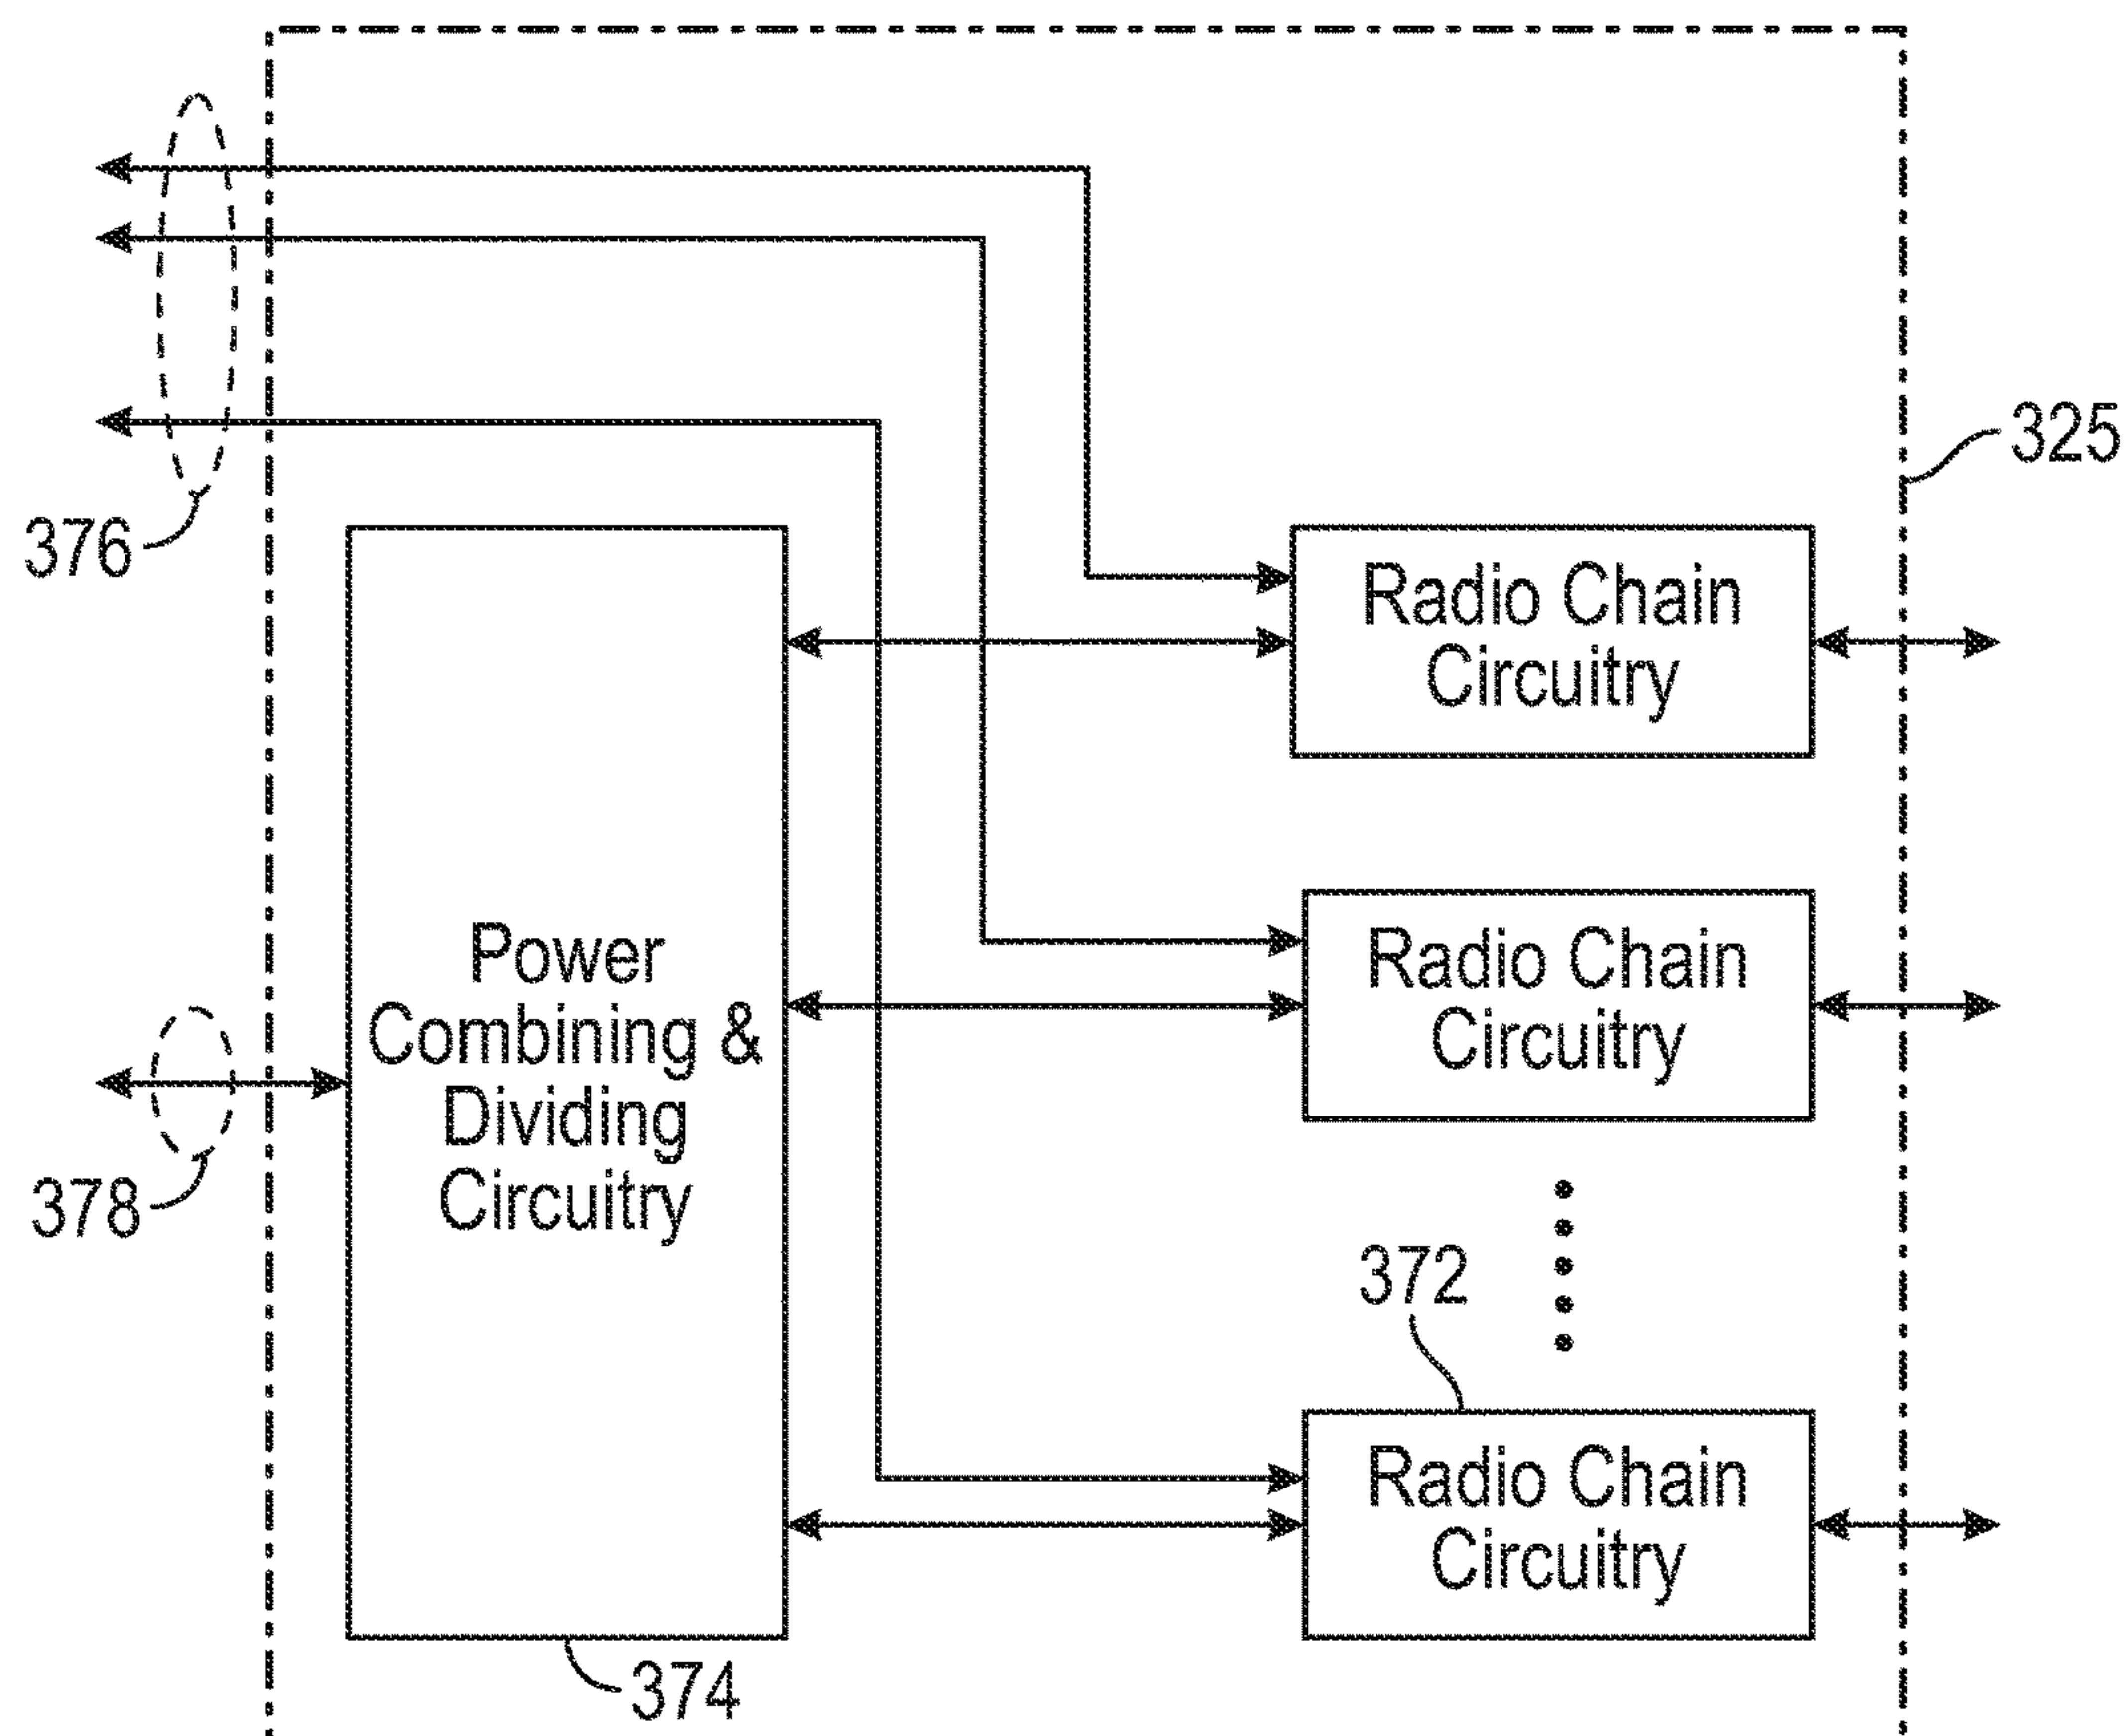 325
376
Radio Chain
Circuitry
Power
Combining &
Dividing
Circuitry
Radio Chain
Circuitry
378
372
Radio Chain
Circuitry
374